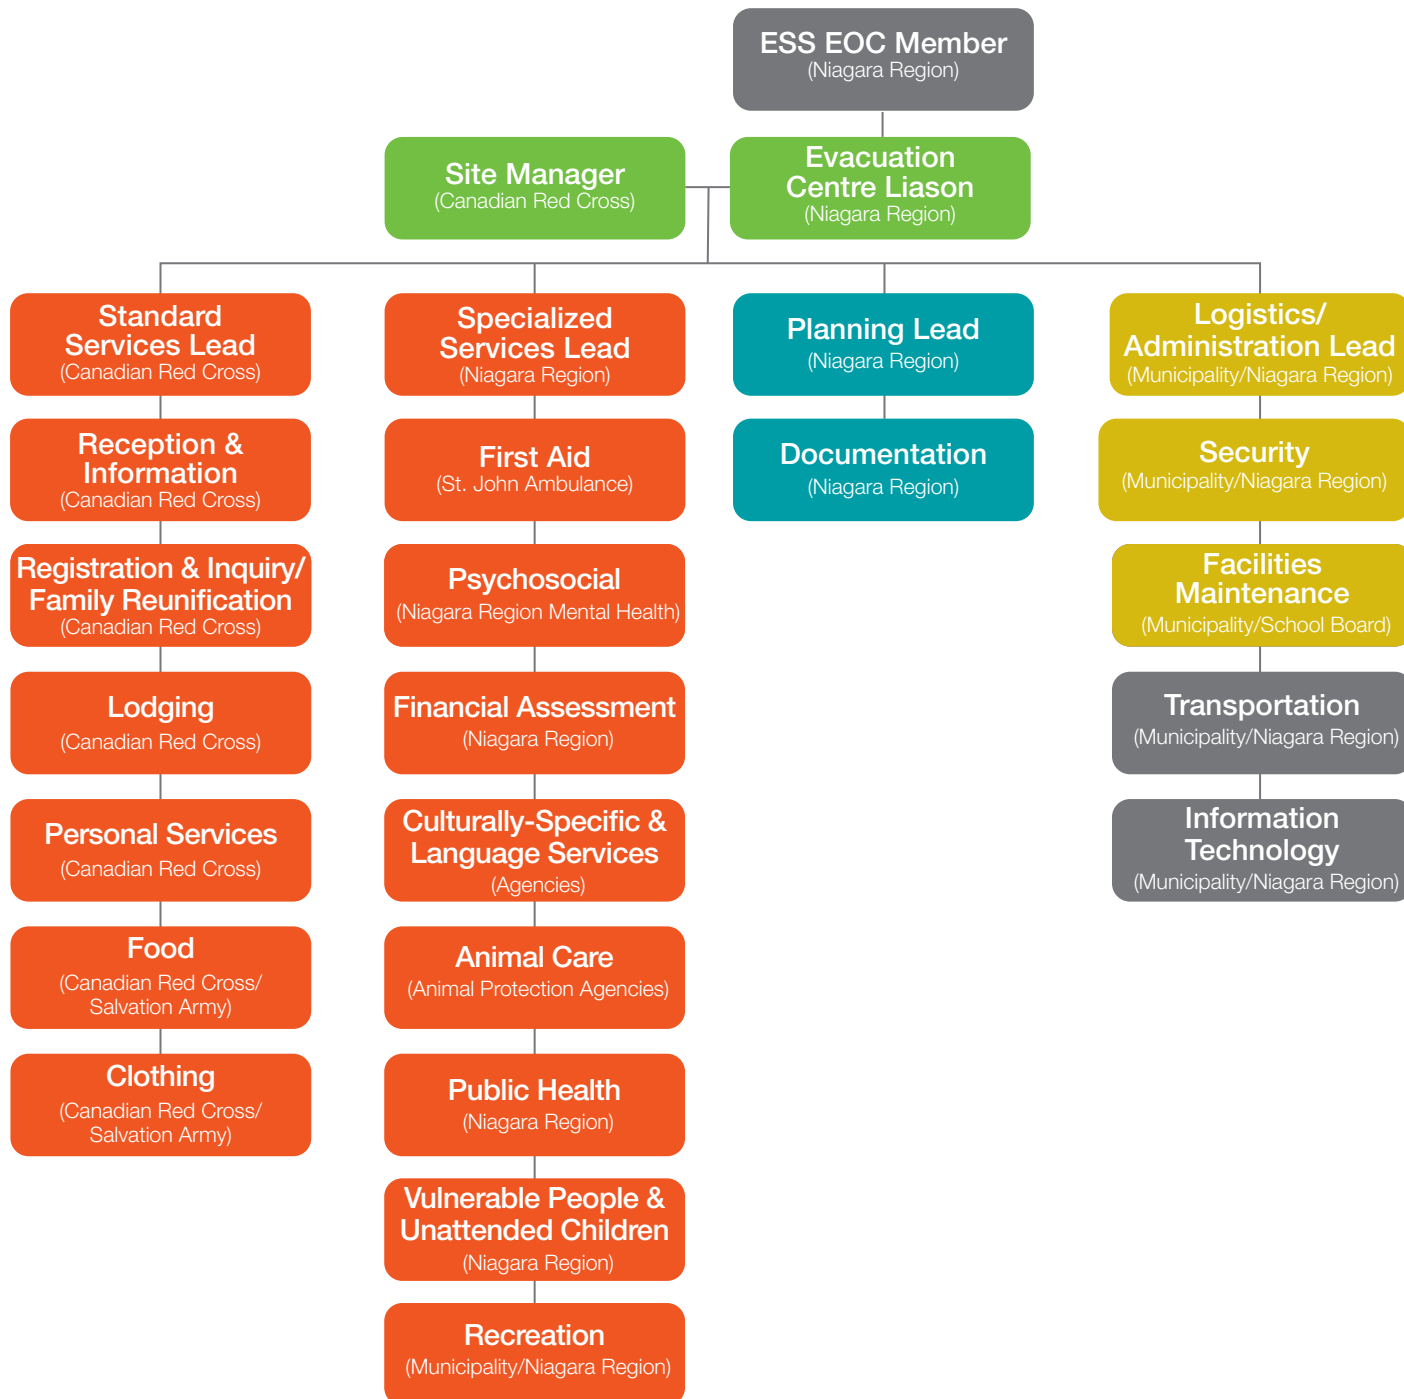 ESS EOC Member
(Niagara Region)
Site Manager
(Canadian Red Cross)
Evacuation
Centre Liason
(Niagara Region)
Standard
Services Lead
(Canadian Red Cross)
Reception &
Information
(Canadian Red Cross)
Registration & Inquiry/
Family Reunification
(Canadian Red Cross)
Lodging
(Canadian Red Cross)
Personal Services
(Canadian Red Cross)
Food
(Canadian Red Cross/
Salvation Army)
Clothing
(Canadian Red Cross/
Salvation Army)
Specialized
Services Lead
(Niagara Region)
First Aid
(St. John Ambulance)
Psychosocial
(Niagara Region Mental Health)
Financial Assessment
(Niagara Region)
Culturally-Specific &
Language Services
(Agencies)
Animal Care
(Animal Protection Agencies)
Public Health
(Niagara Region)
Vulnerable People &
Unattended Children
(Niagara Region)
Recreation
(Municipality/Niagara Region)
Planning Lead
(Niagara Region)
Documentation
(Niagara Region)
Logistics/
Administration Lead
(Municipality/Niagara Region)
Security
(Municipality/Niagara Region)
Facilities
Maintenance
(Municipality/School Board)
Transportation
(Municipality/Niagara Region)
Information
Technology
(Municipality/Niagara Region)